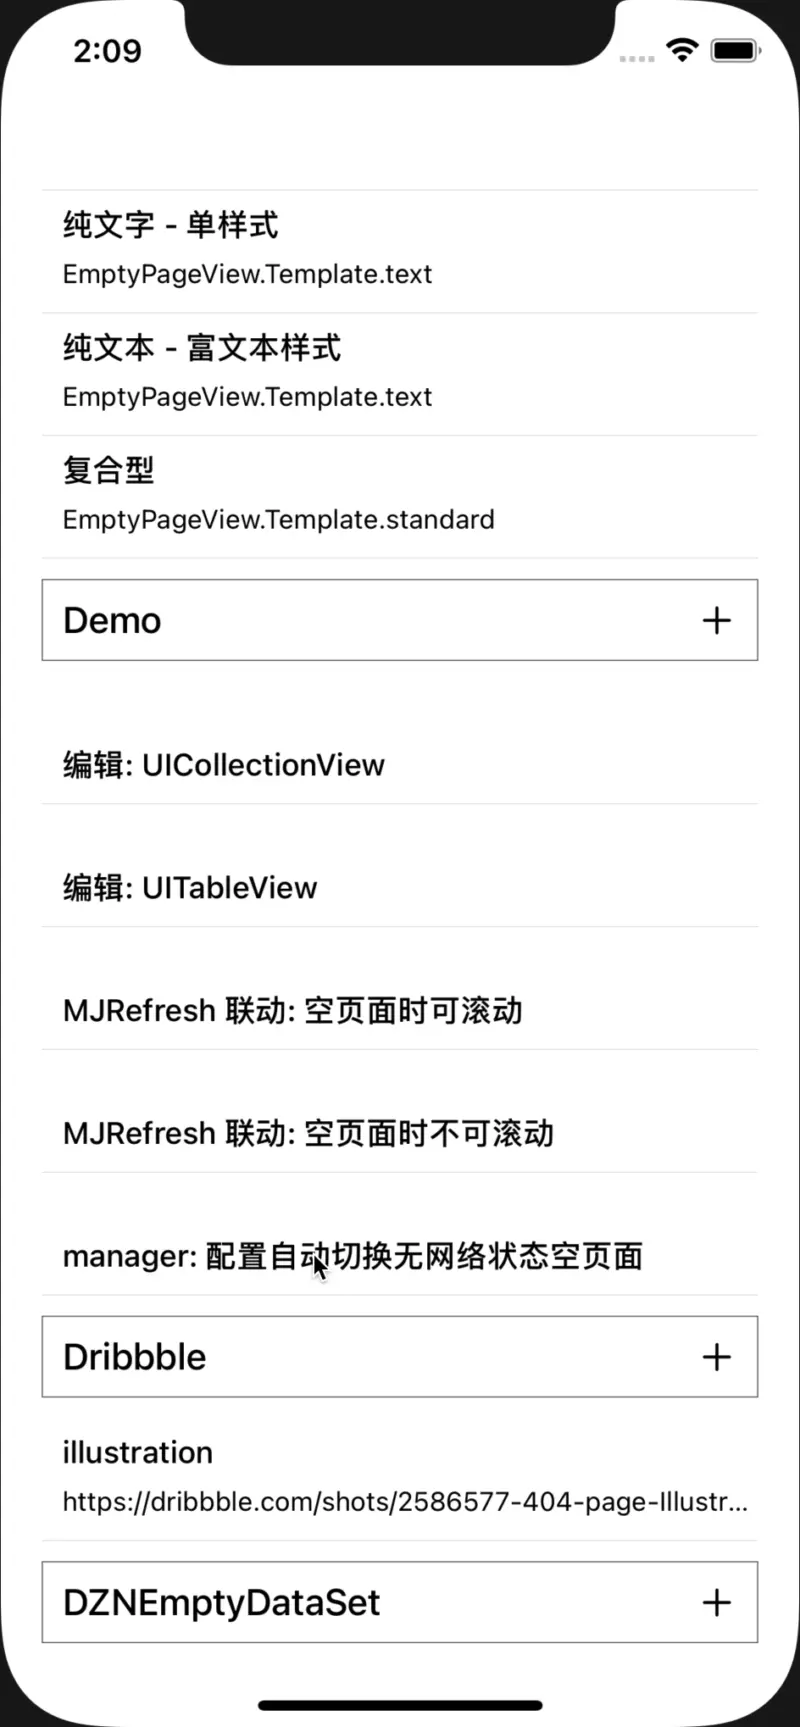 2:09
纯文字 - 单样式
EmptyPageView.Template.text
纯文本 - 富文本样式
EmptyPageView.Template.text
复合型
EmptyPageView.Template.standard
Demo
编辑: UICollectionView
编辑: UITableView
MJRefresh 联动: 空页面时可滚动
MJRefresh 联动: 空页面时不可滚动
manager: 配置自动切换无网络状态空页面
Dribbble
illustration
https://dribbble.com/shots/2586577-404-page-Illustr...
DZNEmptyDataSet